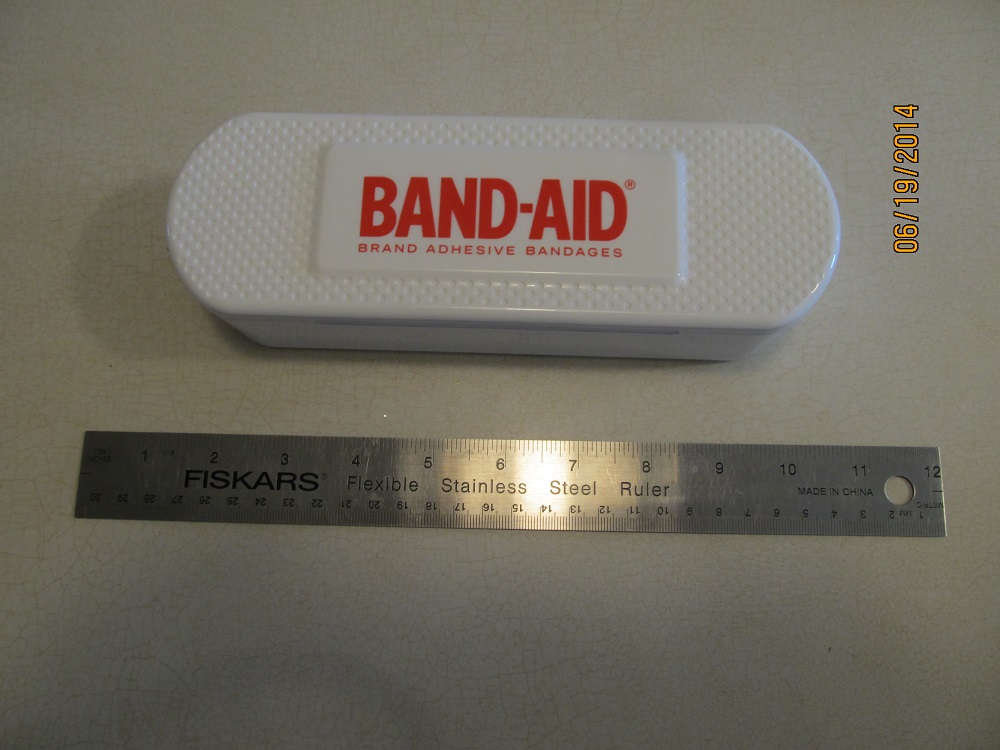 BAND-AID®
BRAND ADHESIVE BANDAGES
06/19/2014
1 2 3 4 5 6 7 8 9 10 11 12
FISKARS® Flexible Stainless Steel Ruler
MADE IN CHINA
30 29 28 27 26 25 24 23 22 21 20 19 18 17 16 15 14 13 12 11 10 9 8 7 6 5 4 3 2 MM 1
METRIC